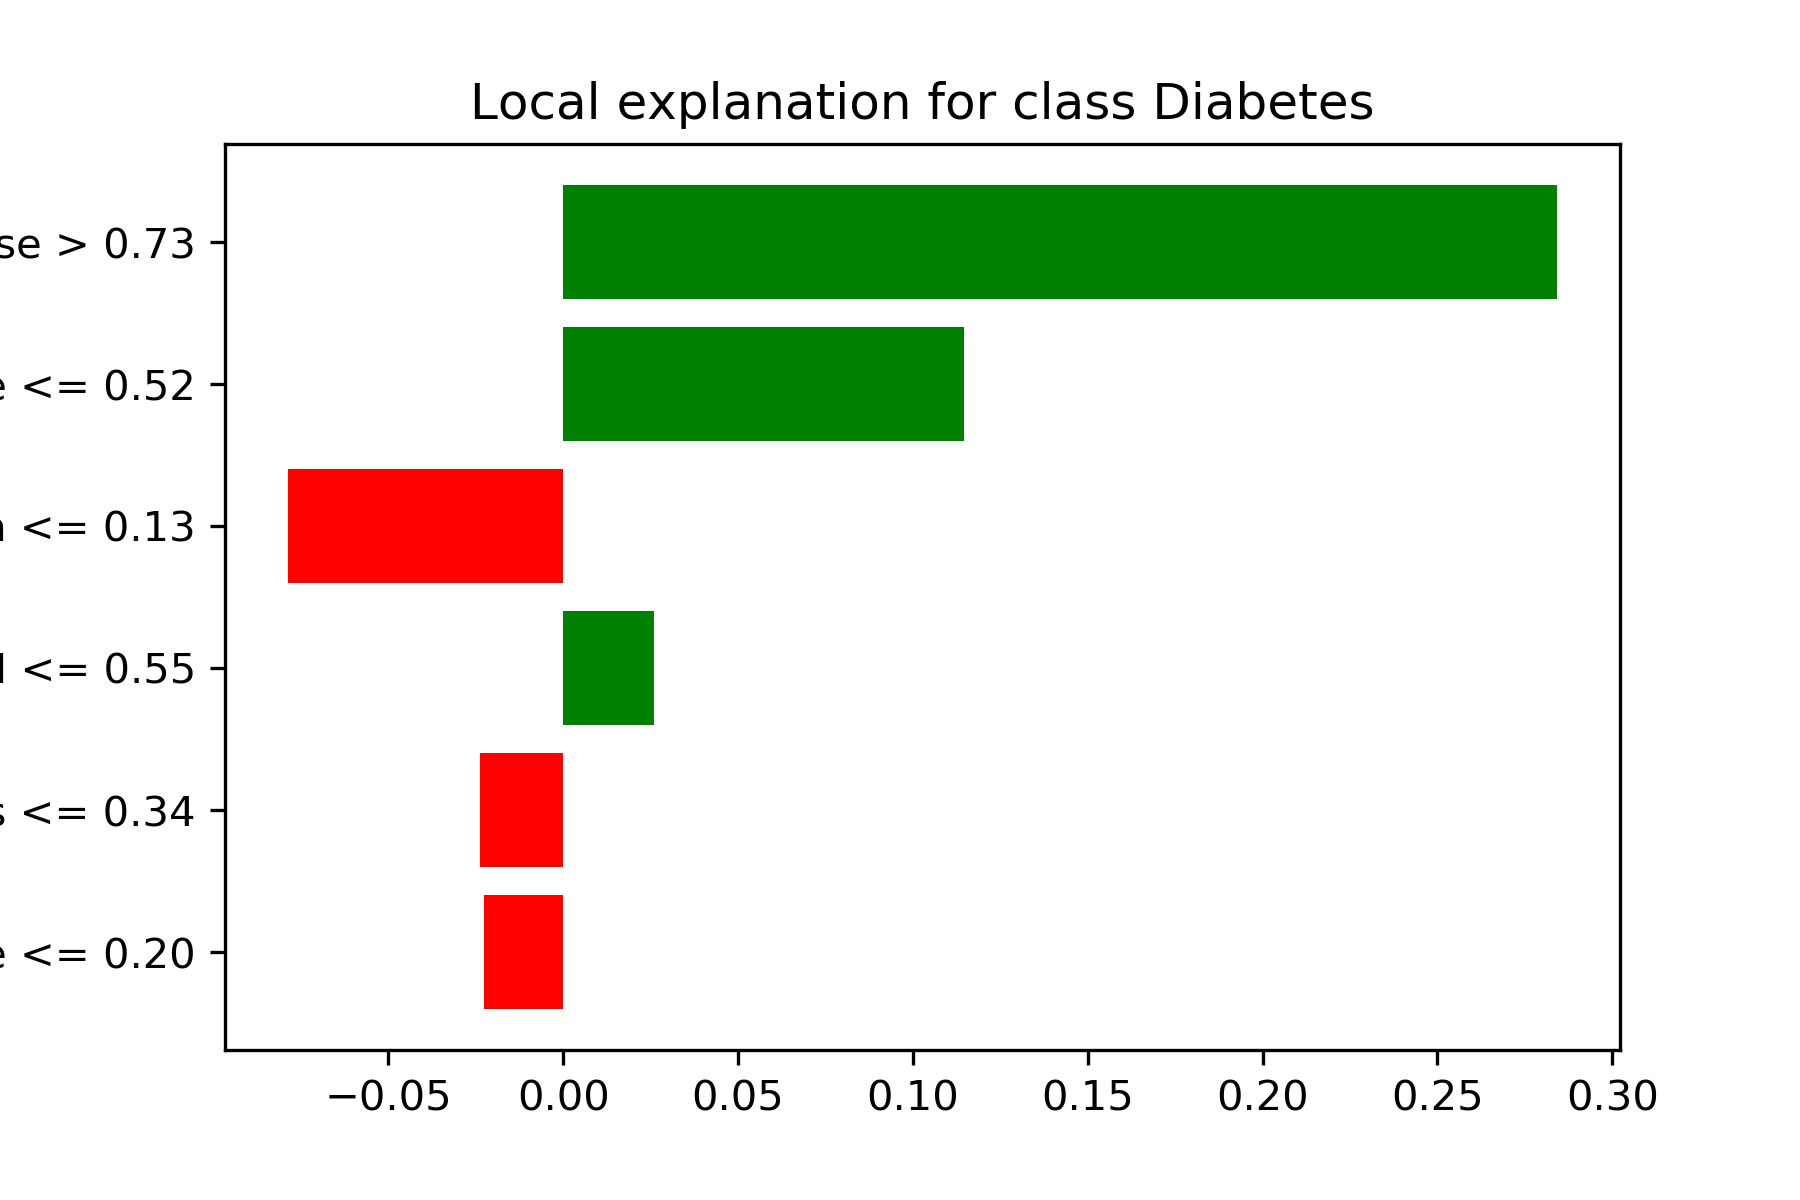 Local explanation for class Diabetes
se > 0.73
e <= 0.52
<= 0.13
<= 0.55
s <= 0.34
e <= 0.20
−0.05 0.00 0.05 0.10 0.15 0.20 0.25 0.30